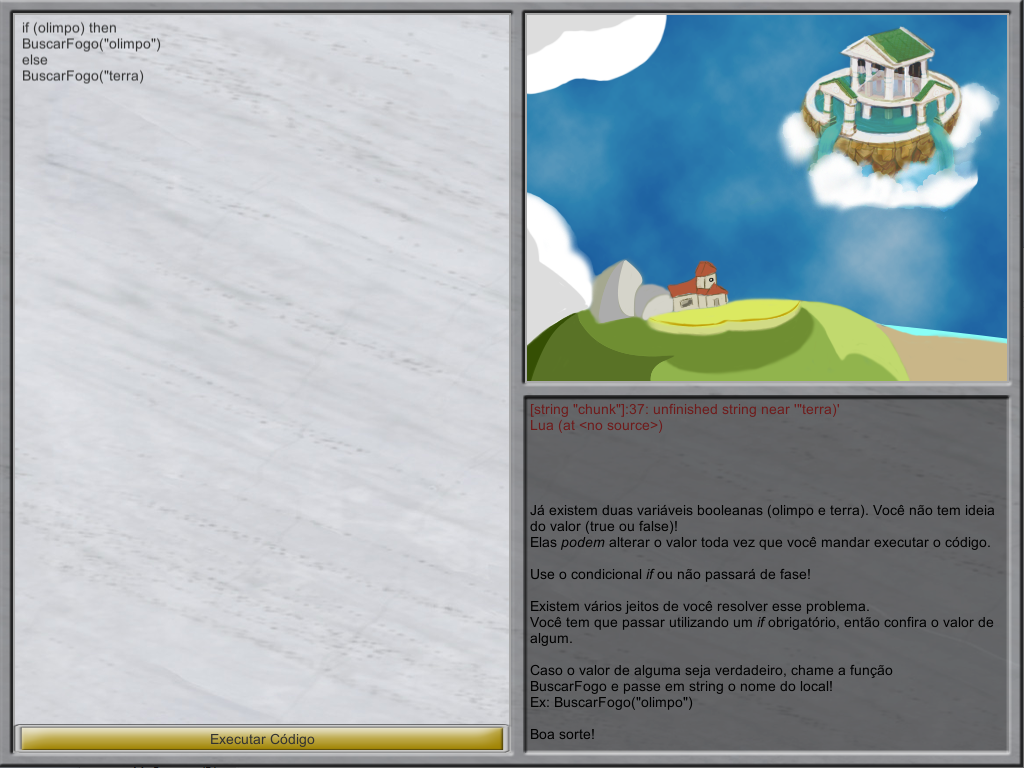 if (olimpo) then
BuscarFogo("olimpo")
else
BuscarFogo("terra)
Executar Código
[string "chunk"]:37: unfinished string near '"terra)'
Lua (at <no source>)
Já existem duas variáveis booleanas (olimpo e terra). Você não tem ideia
do valor (true ou false)!
Elas podem alterar o valor toda vez que você mandar executar o código.
Use o condicional if ou não passará de fase!
Existem vários jeitos de você resolver esse problema.
Você tem que passar utilizando um if obrigatório, então confira o valor de
algum.
Caso o valor de alguma seja verdadeiro, chame a função
BuscarFogo e passe em string o nome do local!
Ex: BuscarFogo("olimpo")
Boa sorte!